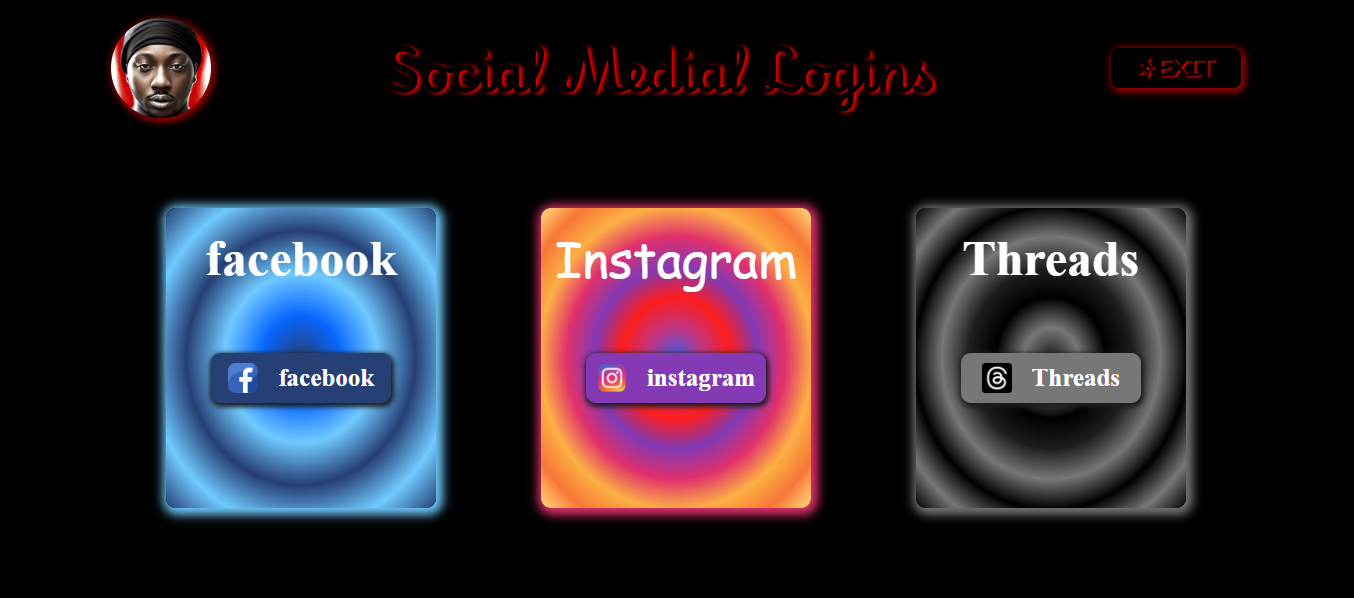 Social Medial Logins
EXIT
facebook
Instagram
Threads
facebook
instagram
Threads